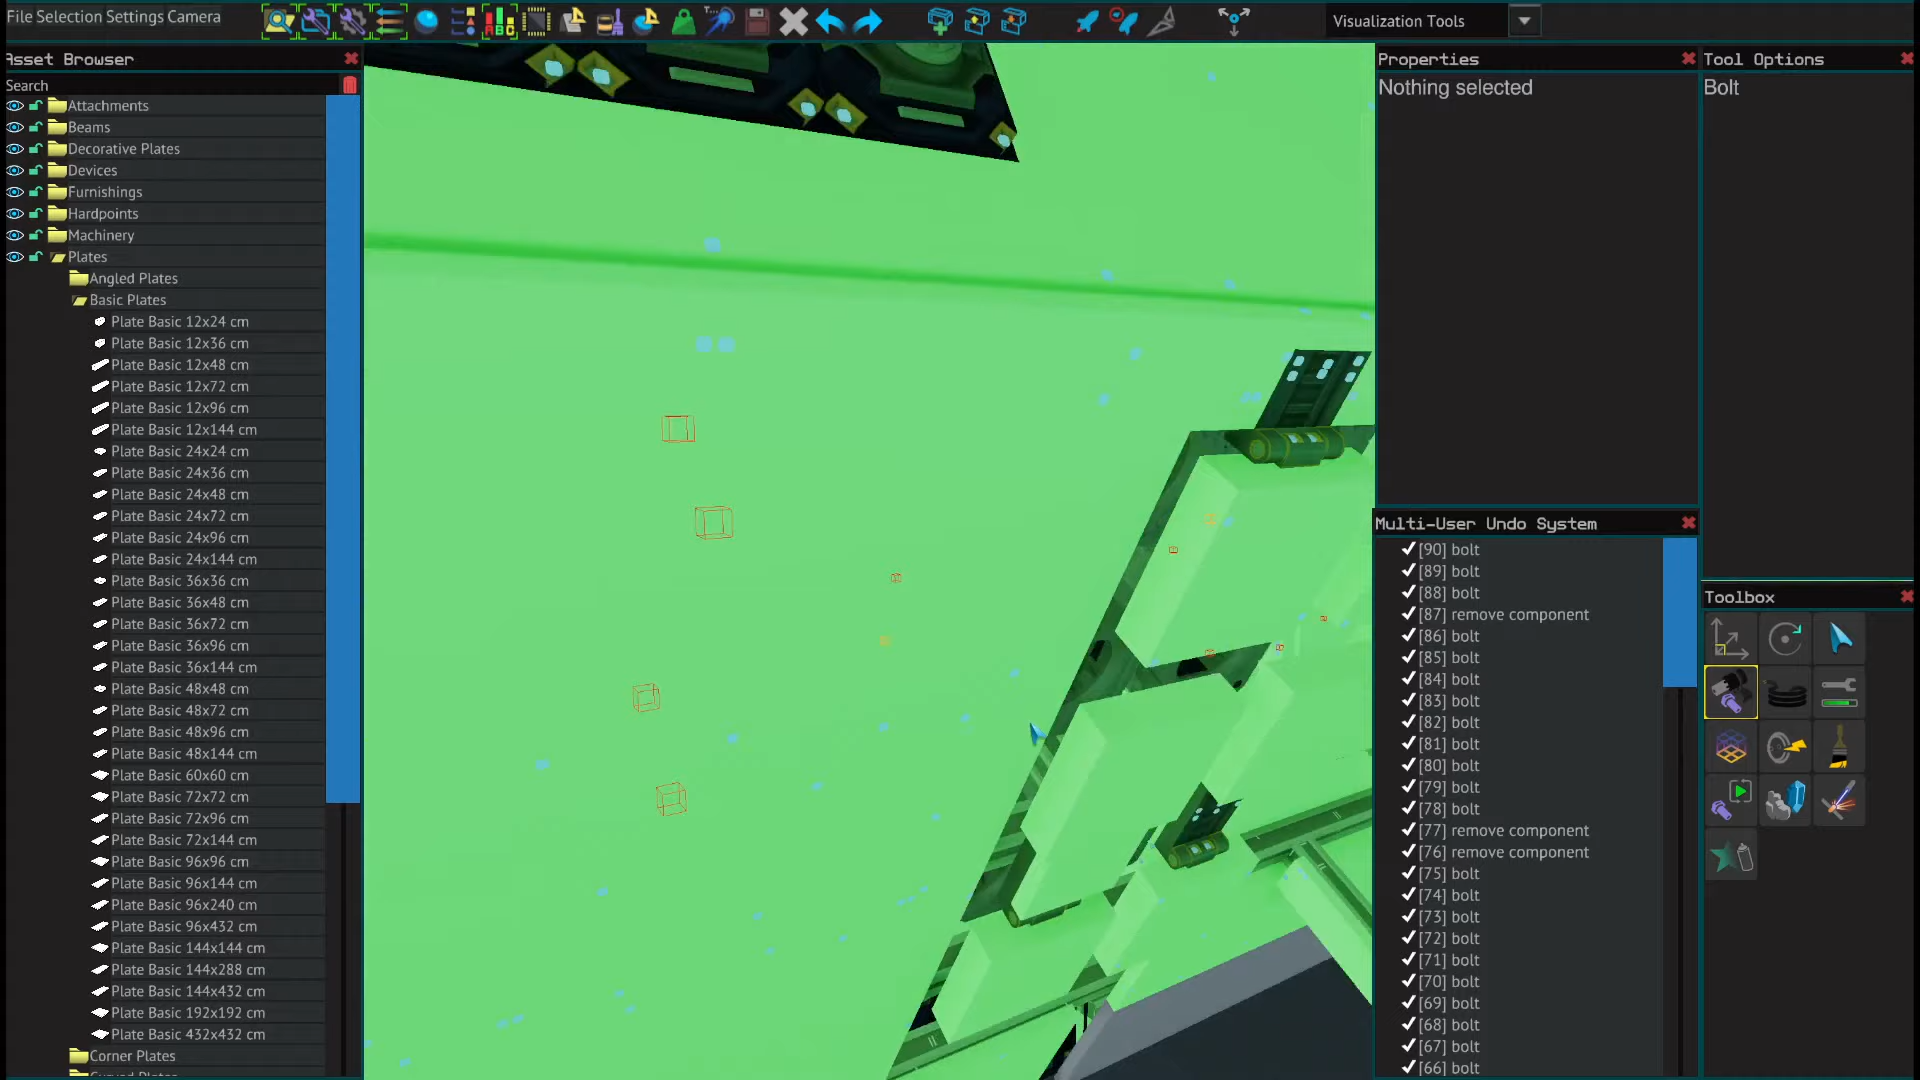 File Selection Settings Camera
Visualization Tools
Asset Browser
Search
Attachments
Beams
Decorative Plates
Devices
Furnishings
Hardpoints
Machinery
Plates
Angled Plates
Basic Plates
Plate Basic 12x24 cm
Plate Basic 12x36 cm
Plate Basic 12x48 cm
Plate Basic 12x72 cm
Plate Basic 12x96 cm
Plate Basic 12x144 cm
Plate Basic 24x24 cm
Plate Basic 24x36 cm
Plate Basic 24x48 cm
Plate Basic 24x72 cm
Plate Basic 24x96 cm
Plate Basic 24x144 cm
Plate Basic 36x36 cm
Plate Basic 36x48 cm
Plate Basic 36x72 cm
Plate Basic 36x96 cm
Plate Basic 36x144 cm
Plate Basic 48x48 cm
Plate Basic 48x72 cm
Plate Basic 48x96 cm
Plate Basic 48x144 cm
Plate Basic 60x60 cm
Plate Basic 72x72 cm
Plate Basic 72x96 cm
Plate Basic 72x144 cm
Plate Basic 96x96 cm
Plate Basic 96x144 cm
Plate Basic 96x240 cm
Plate Basic 96x432 cm
Plate Basic 144x144 cm
Plate Basic 144x288 cm
Plate Basic 144x432 cm
Plate Basic 192x192 cm
Plate Basic 432x432 cm
Corner Plates
Properties
Nothing selected
Tool Options
Bolt
Multi-User Undo System
[90] bolt
[89] bolt
[88] bolt
[87] remove component
[86] bolt
[85] bolt
[84] bolt
[83] bolt
[82] bolt
[81] bolt
[80] bolt
[79] bolt
[78] bolt
[77] remove component
[76] remove component
[75] bolt
[74] bolt
[73] bolt
[72] bolt
[71] bolt
[70] bolt
[69] bolt
[68] bolt
[67] bolt
[66] bolt
Toolbox